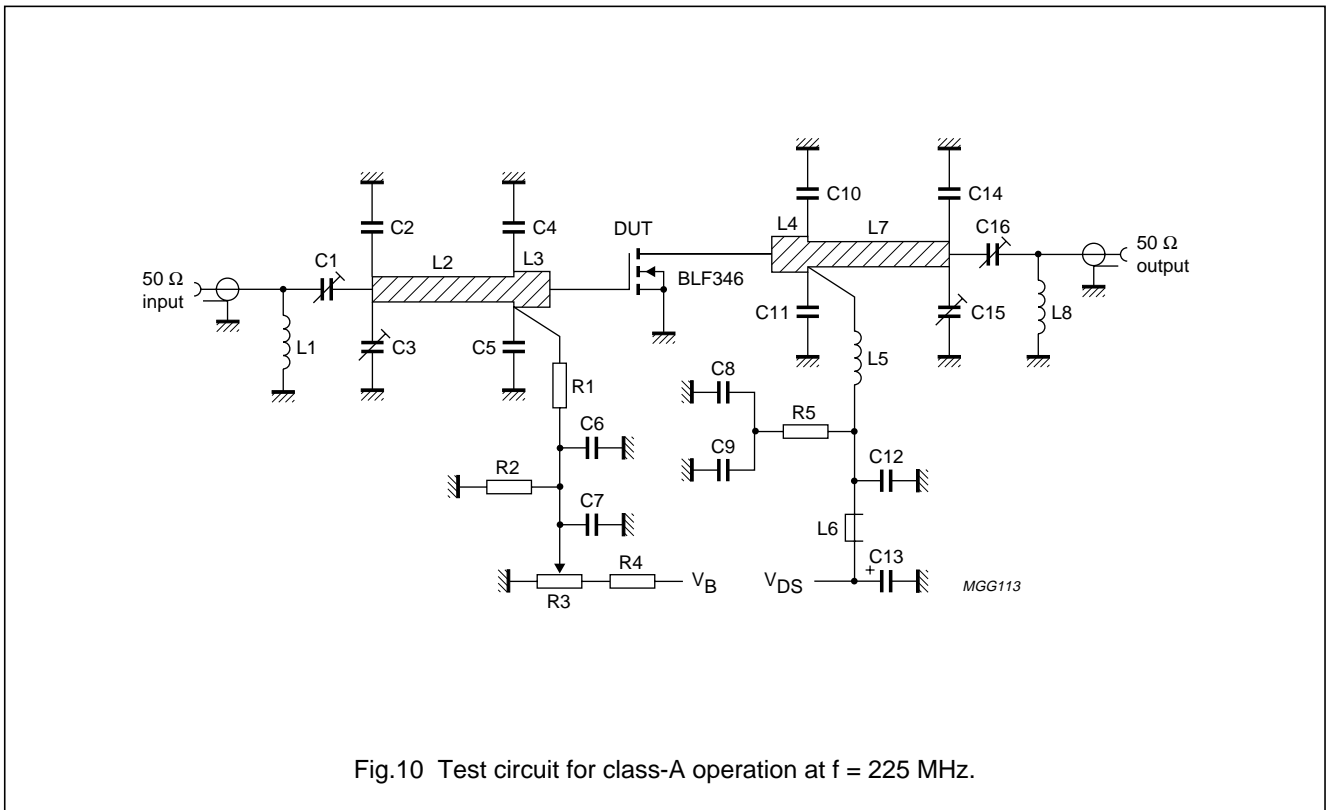 C10
C14
C2
C4
L4
L7
C16
50 Ω
output
DUT
C1
L2
L3
50 Ω
input
BLF346
C11
C15
L8
L1
C3
C5
L5
R1
C8
R5
C6
C9
C12
R2
C7
L6
C13
+
R4
V_B
V_DS
R3
MGG113
Fig.10 Test circuit for class-A operation at f = 225 MHz.